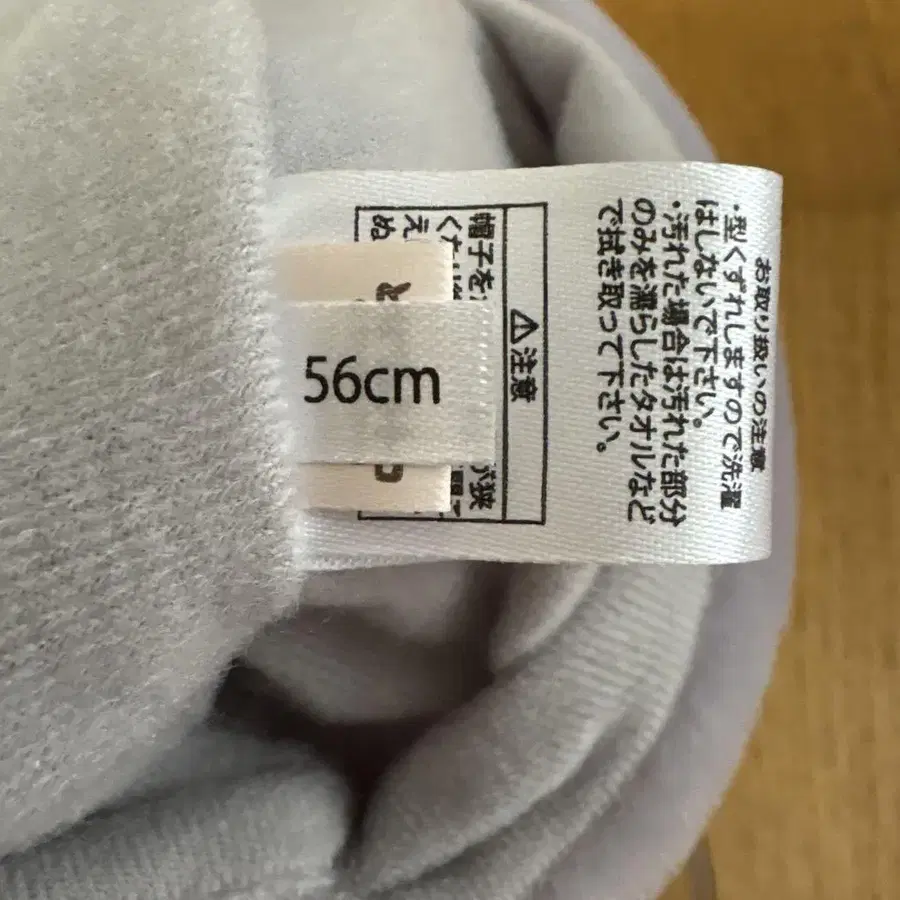 お取り扱いの注意
・型くずれしますので洗濯
はしないで下さい。
・汚れた場合は汚れた部分
のみを濡らしたタオルなど
で拭き取って下さい。
⚠注意
帽子を
56cm